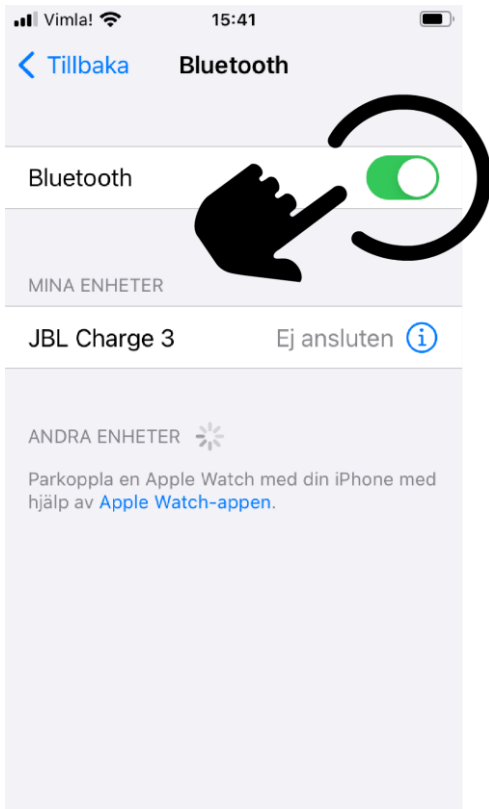 Vimla! 15:41
Tillbaka Bluetooth
Bluetooth
MINA ENHETER
JBL Charge 3 Ej ansluten i
ANDRA ENHETER
Parkoppla en Apple Watch med din iPhone med
hjälp av Apple Watch-appen.